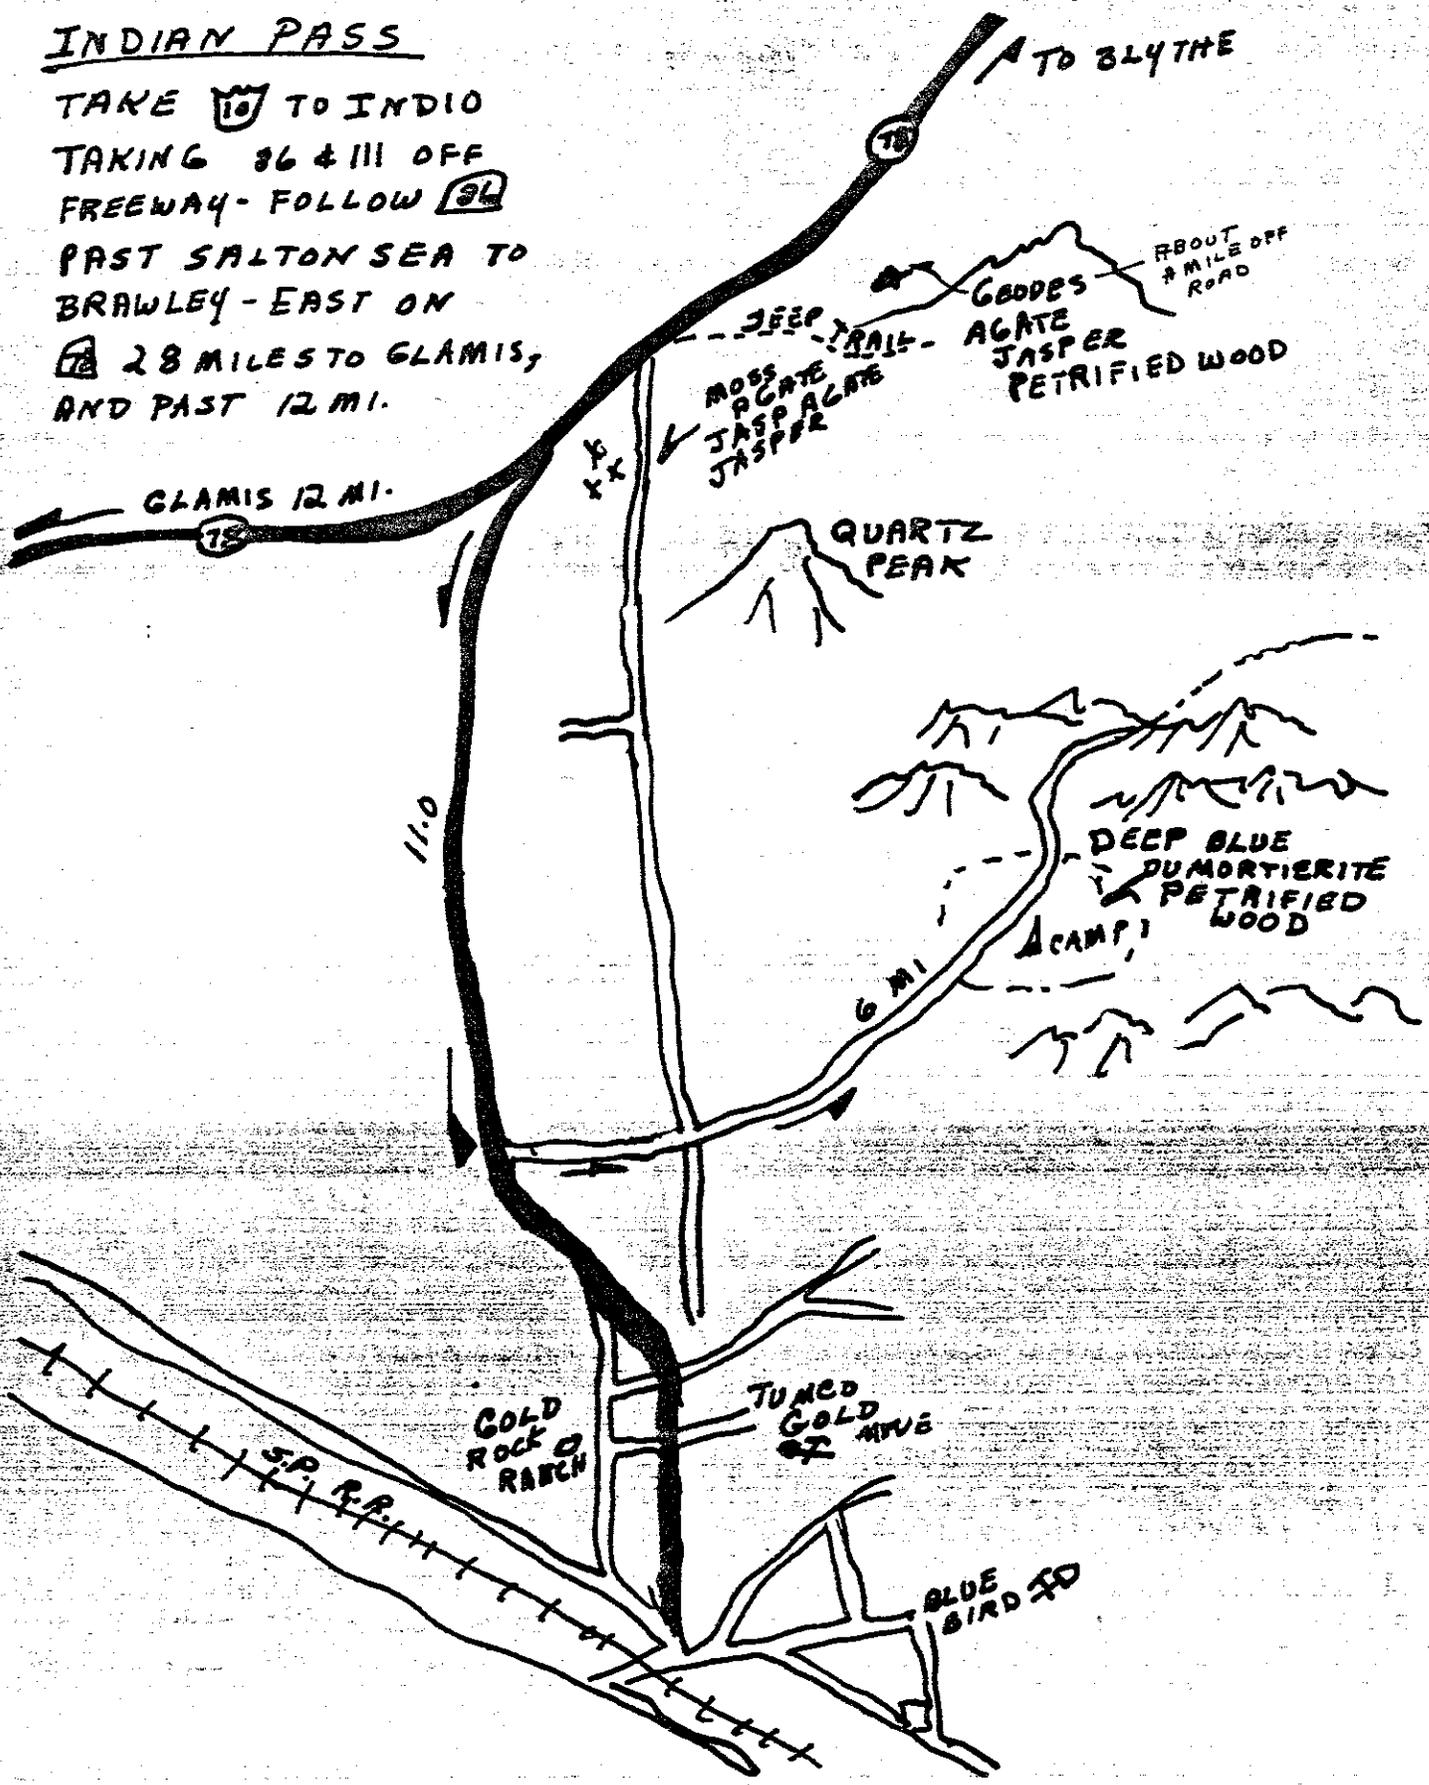 INDIAN PASS
TAKE 10 TO INDIO
TAKING 86 & 111 OFF
FREEWAY - FOLLOW 86
PAST SALTON SEA TO
BRAWLEY - EAST ON
78 28 MILES TO GLAMIS,
AND PAST 12 MI.
TO BLYTHE
78
ABOUT
A MILE OFF
ROAD
GEODES
AGATE
JASPER
PETRIFIED WOOD
JEEP TRAIL
MOSS
AGATE
JASP AGATE
JASPER
X
X
X
GLAMIS 12 MI.
78
QUARTZ
PEAK
11.0
DEEP BLUE
DUMORTIERITE
PETRIFIED
WOOD
CAMP
6 MI
GOLD
ROCK
RANCH
TUMCO
GOLD
MINE
S.P. R.R.
BLUE
BIRD